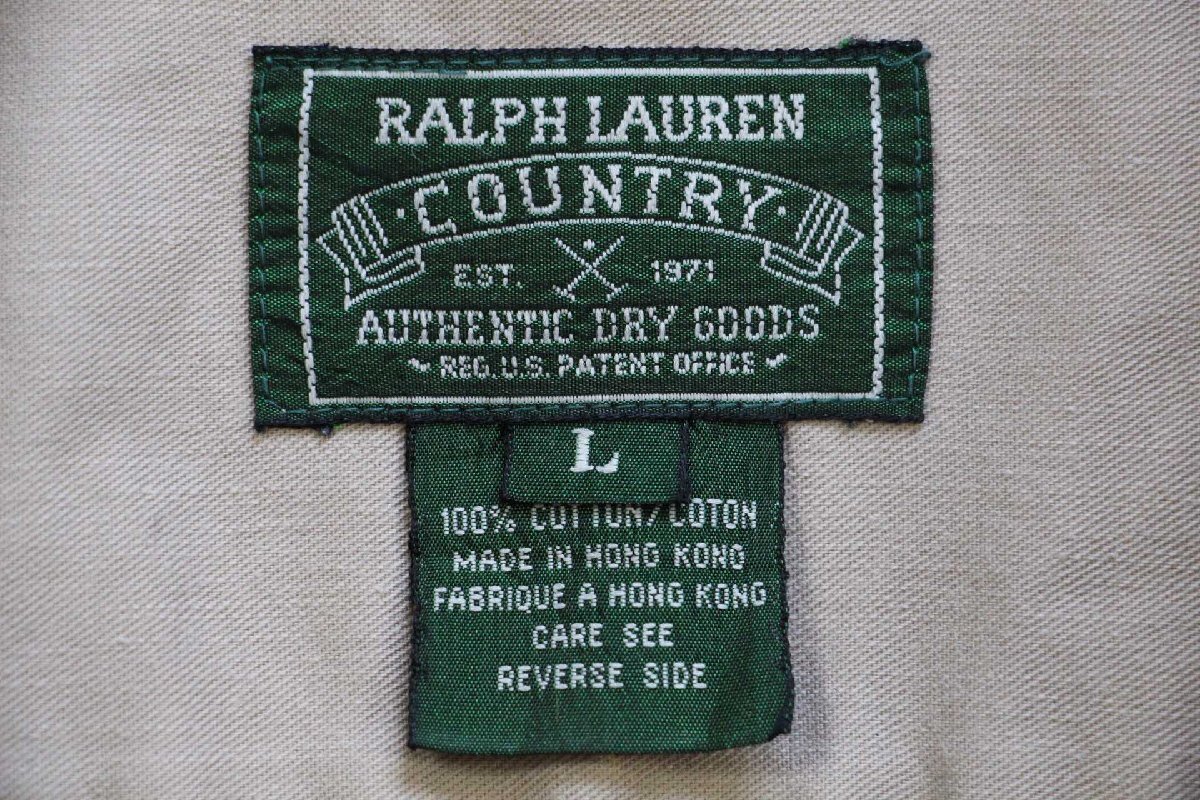 RALPH LAUREN
· COUNTRY ·
EST. 1971
AUTHENTIC DRY GOODS
REG. U.S. PATENT OFFICE
L
100% COTTON/COTON
MADE IN HONG KONG
FABRIQUE A HONG KONG
CARE SEE
REVERSE SIDE